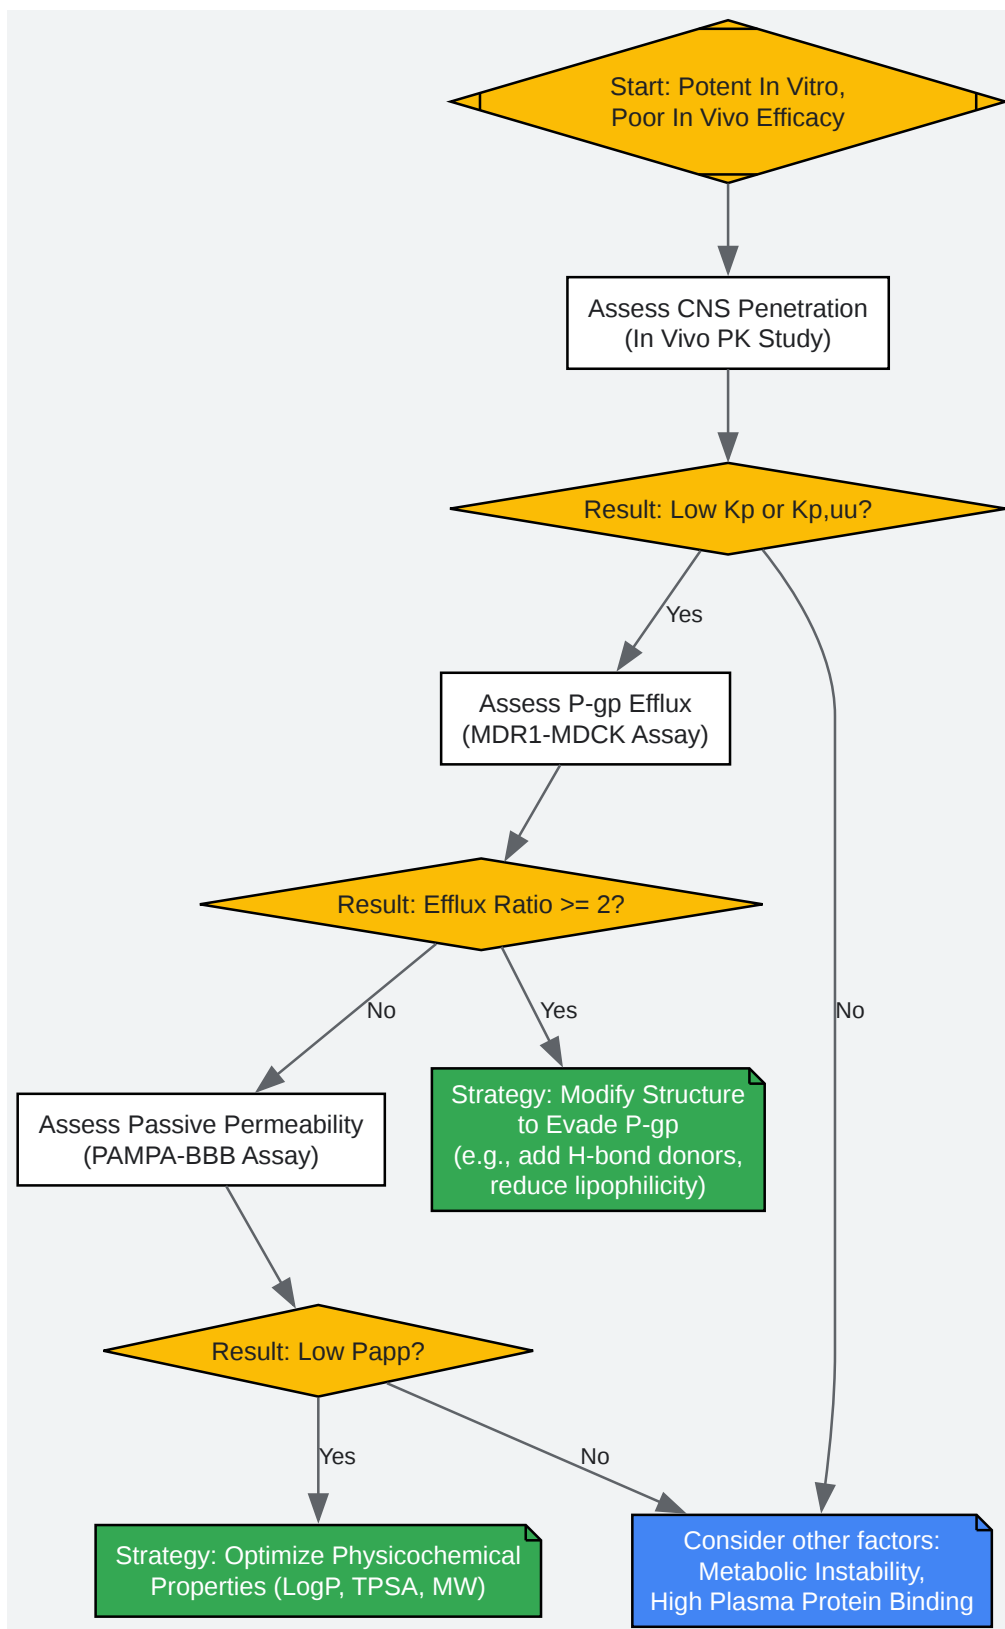 Start: Potent In Vitro,
Poor In Vivo Efficacy
Assess CNS Penetration
(In Vivo PK Study)
Result: Low Kp or Kp,uu?
Yes
Assess P-gp Efflux
(MDR1-MDCK Assay)
Result: Efflux Ratio >= 2?
No
Yes
No
Strategy: Modify Structure
to Evade P-gp
(e.g., add H-bond donors,
reduce lipophilicity)
Assess Passive Permeability
(PAMPA-BBB Assay)
Result: Low Papp?
Yes
No
Strategy: Optimize Physicochemical
Properties (LogP, TPSA, MW)
Consider other factors:
Metabolic Instability,
High Plasma Protein Binding